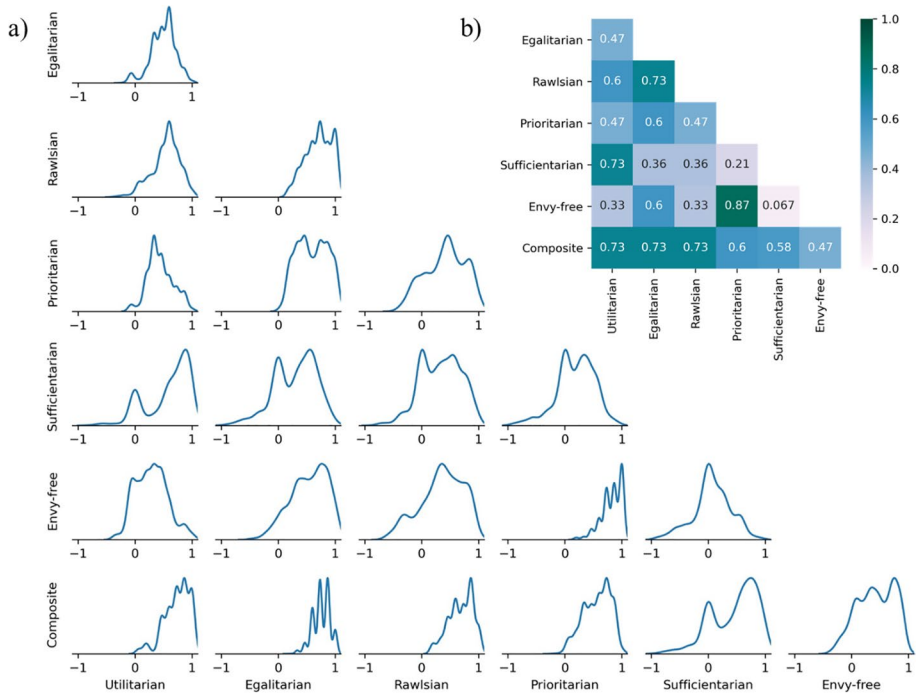 a)
Egalitarian
−1 0 1
Rawlsian
−1 0 1 −1 0 1
Prioritarian
−1 0 1 −1 0 1 −1 0 1
Sufficientarian
−1 0 1 −1 0 1 −1 0 1 −1 0 1
Envy-free
−1 0 1 −1 0 1 −1 0 1 −1 0 1 −1 0 1
Composite
−1 0 1 −1 0 1 −1 0 1 −1 0 1 −1 0 1 −1 0 1
Utilitarian Egalitarian Rawlsian Prioritarian Sufficientarian Envy-free
b)
Egalitarian 0.47
Rawlsian 0.6 0.73
Prioritarian 0.47 0.6 0.47
Sufficientarian 0.73 0.36 0.36 0.21
Envy-free 0.33 0.6 0.33 0.87 0.067
Composite 0.73 0.73 0.73 0.6 0.58 0.47
Utilitarian
Egalitarian
Rawlsian
Prioritarian
Sufficientarian
Envy-free
1.0
0.8
0.6
0.4
0.2
0.0